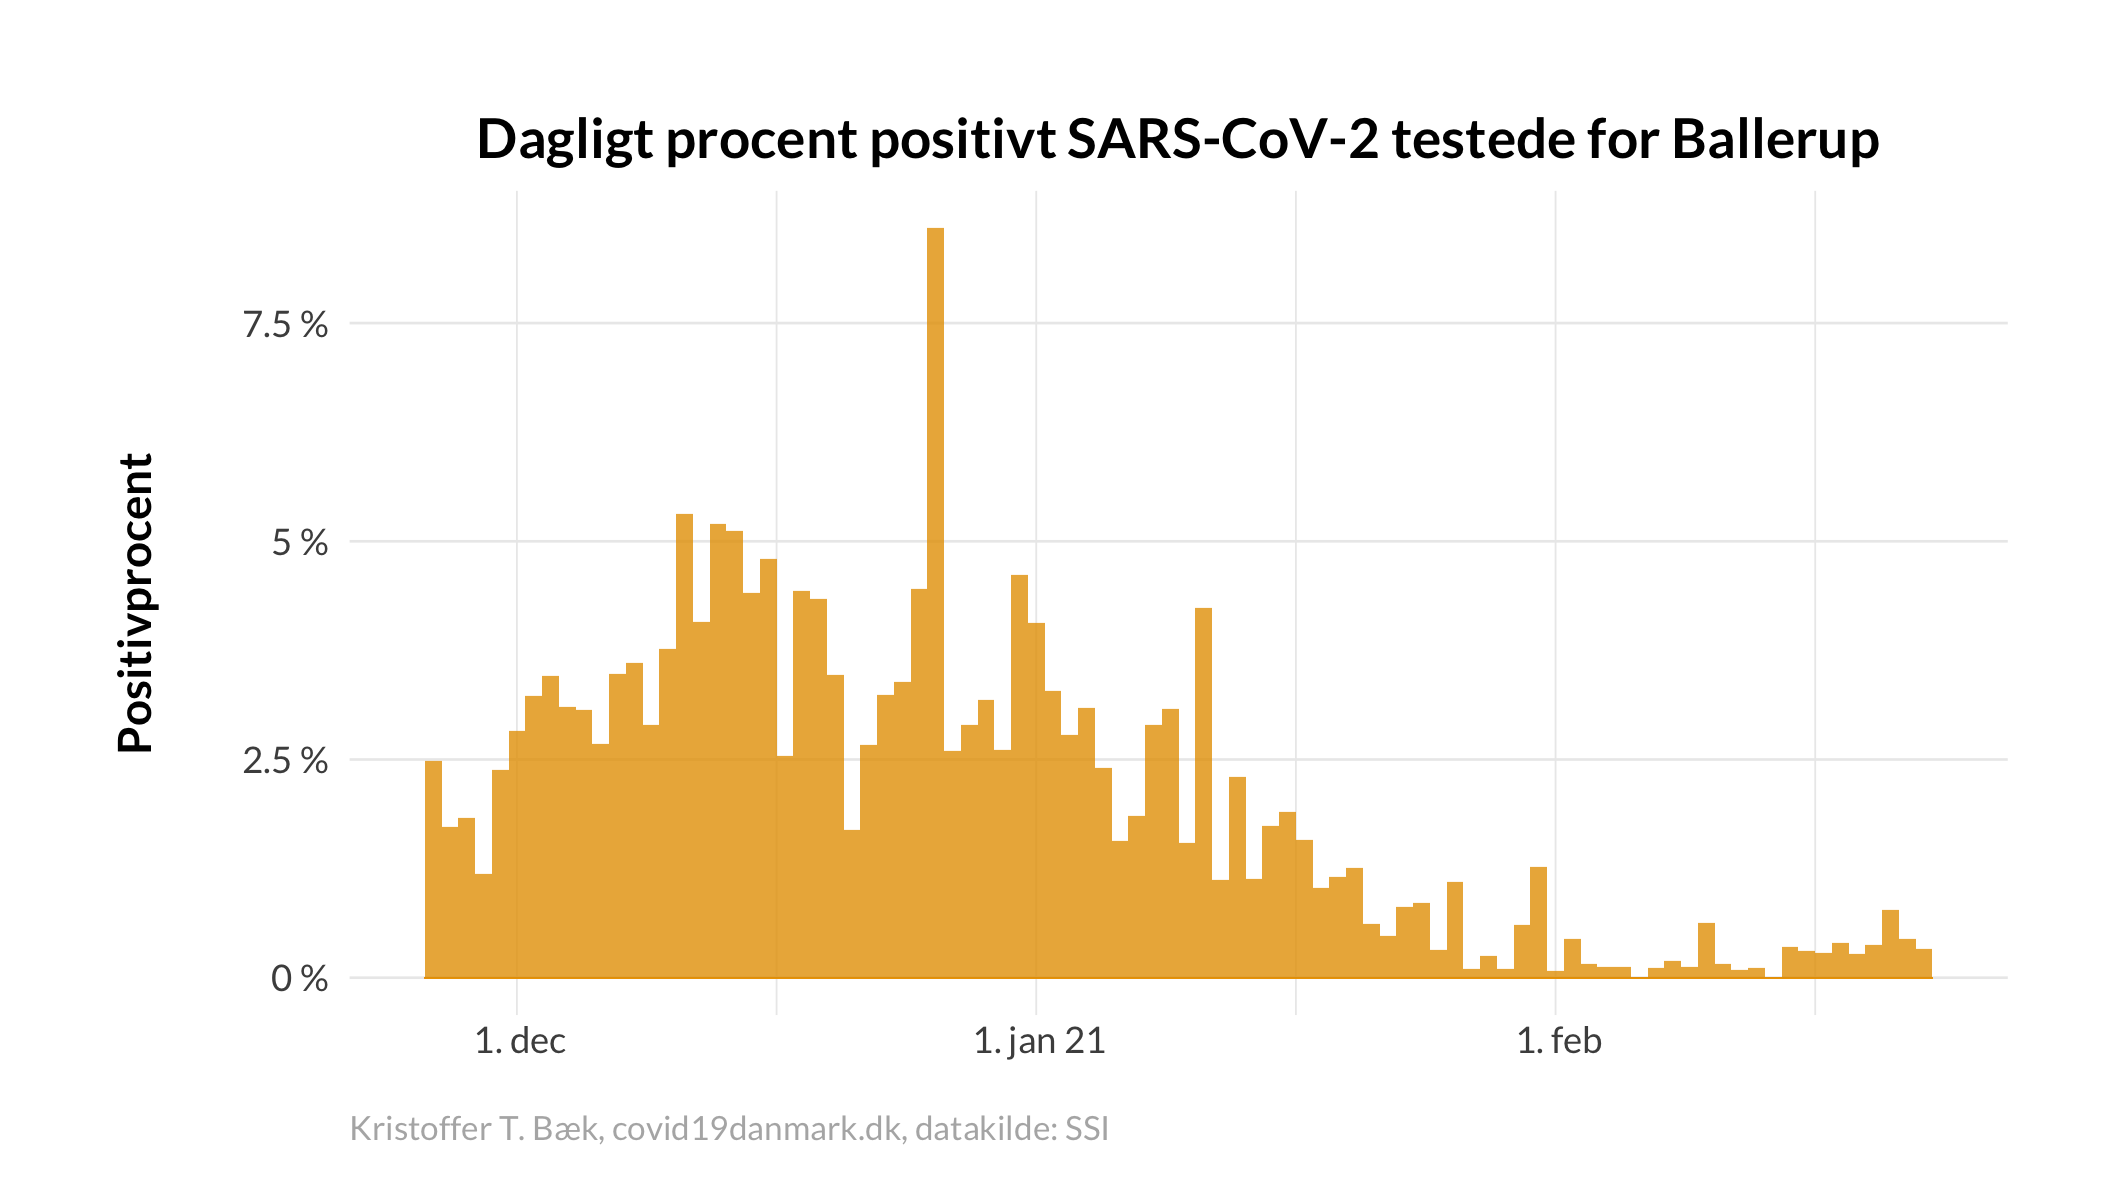 Dagligt procent positivt SARS-CoV-2 testede for Ballerup
Positivprocent
7.5 %
5 %
2.5 %
0 %
1. dec
1. jan 21
1. feb
Kristoffer T. Bæk, covid19danmark.dk, datakilde: SSI